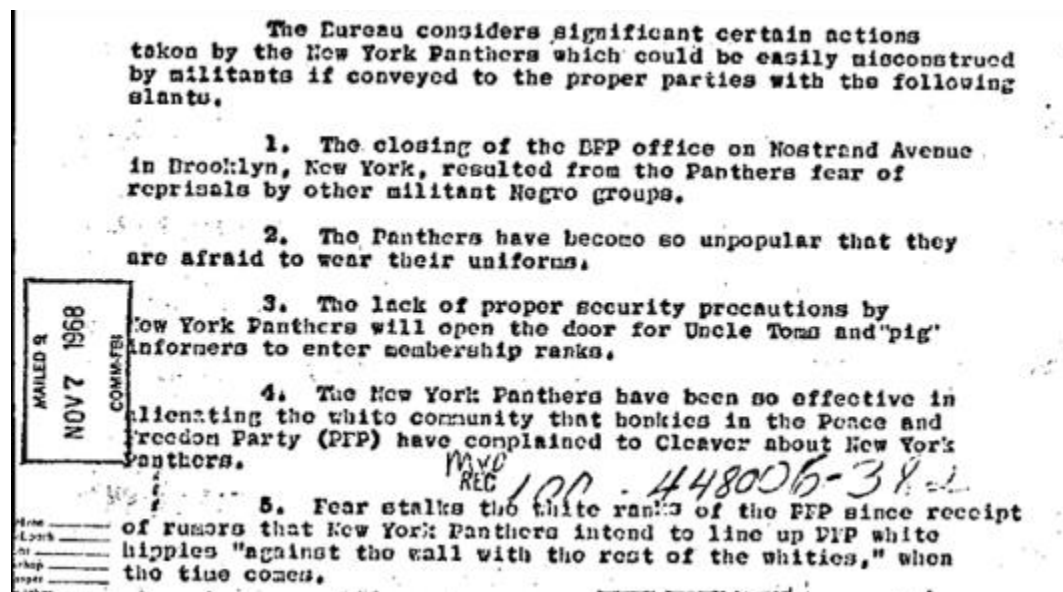 The Bureau considers significant certain actions
taken by the New York Panthers which could be easily misconstrued
by militants if conveyed to the proper parties with the following
slants.
1. The closing of the BPP office on Nostrand Avenue
in Brooklyn, New York, resulted from the Panthers fear of
reprisals by other militant Negro groups.
2. The Panthers have become so unpopular that they
are afraid to wear their uniforms.
3. The lack of proper security precautions by
New York Panthers will open the door for Uncle Toms and "pig"
informers to enter membership ranks.
4. The New York Panthers have been so effective in
alienating the white community that honkies in the Peace and
Freedom Party (PFP) have complained to Cleaver about New York
Panthers.
REC 100-448006-38
5. Fear stalks the white ranks of the PFP since receipt
of rumors that New York Panthers intend to line up PFP white
hippies "against the wall with the rest of the whities," when
the time comes.
MAILED
NOV 7 1968
COMM-FBI